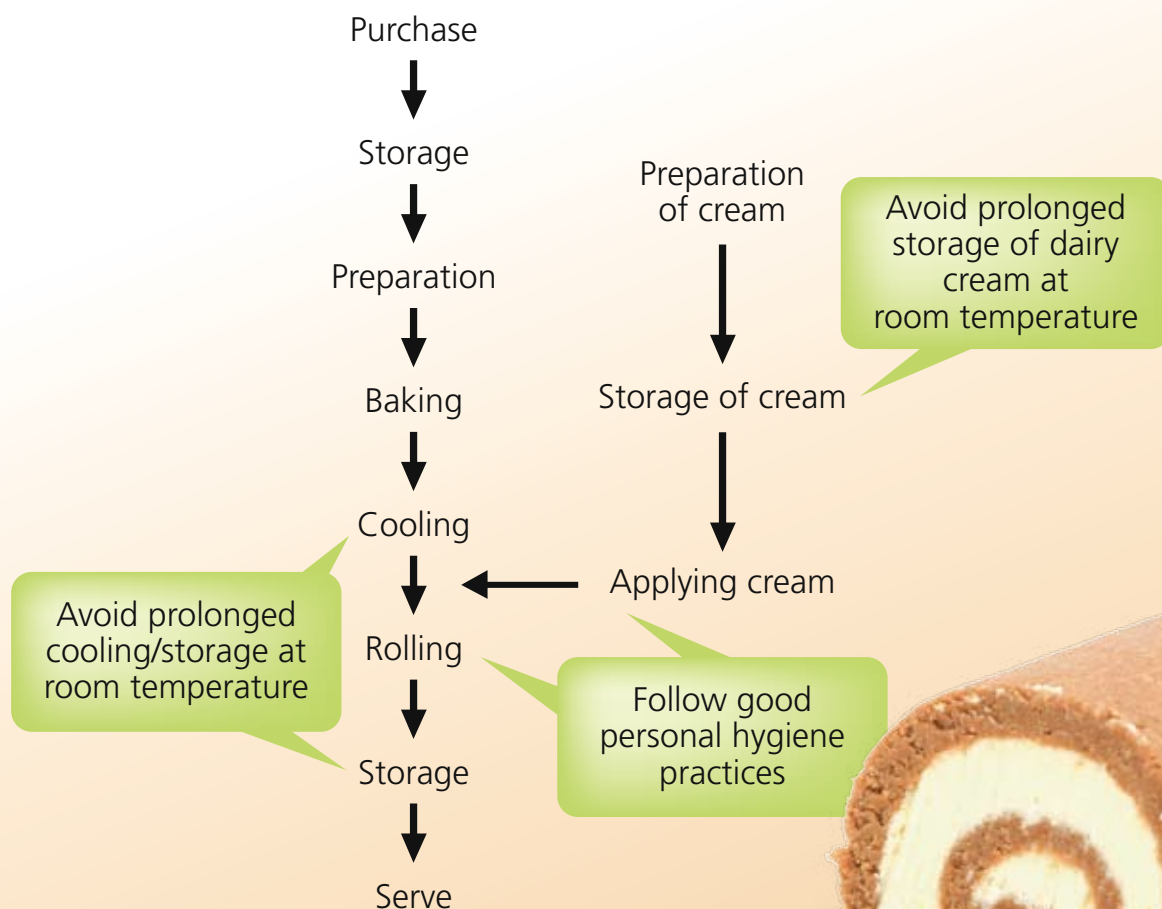 Purchase
Storage
Preparation
Baking
Cooling
Rolling
Storage
Serve
Preparation
of cream
Storage of cream
Applying cream
Avoid prolonged
storage of dairy
cream at
room temperature
Avoid prolonged
cooling/storage at
room temperature
Follow good
personal hygiene
practices